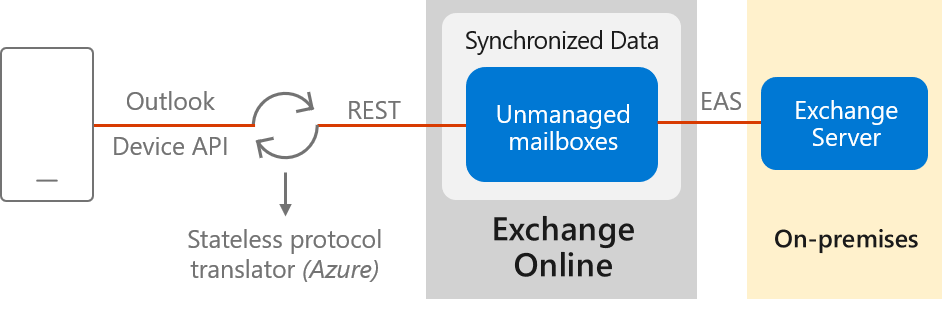 Outlook
Device API
Stateless protocol
translator (Azure)
REST
Synchronized Data
Unmanaged
mailboxes
Exchange
Online
EAS
Exchange
Server
On-premises